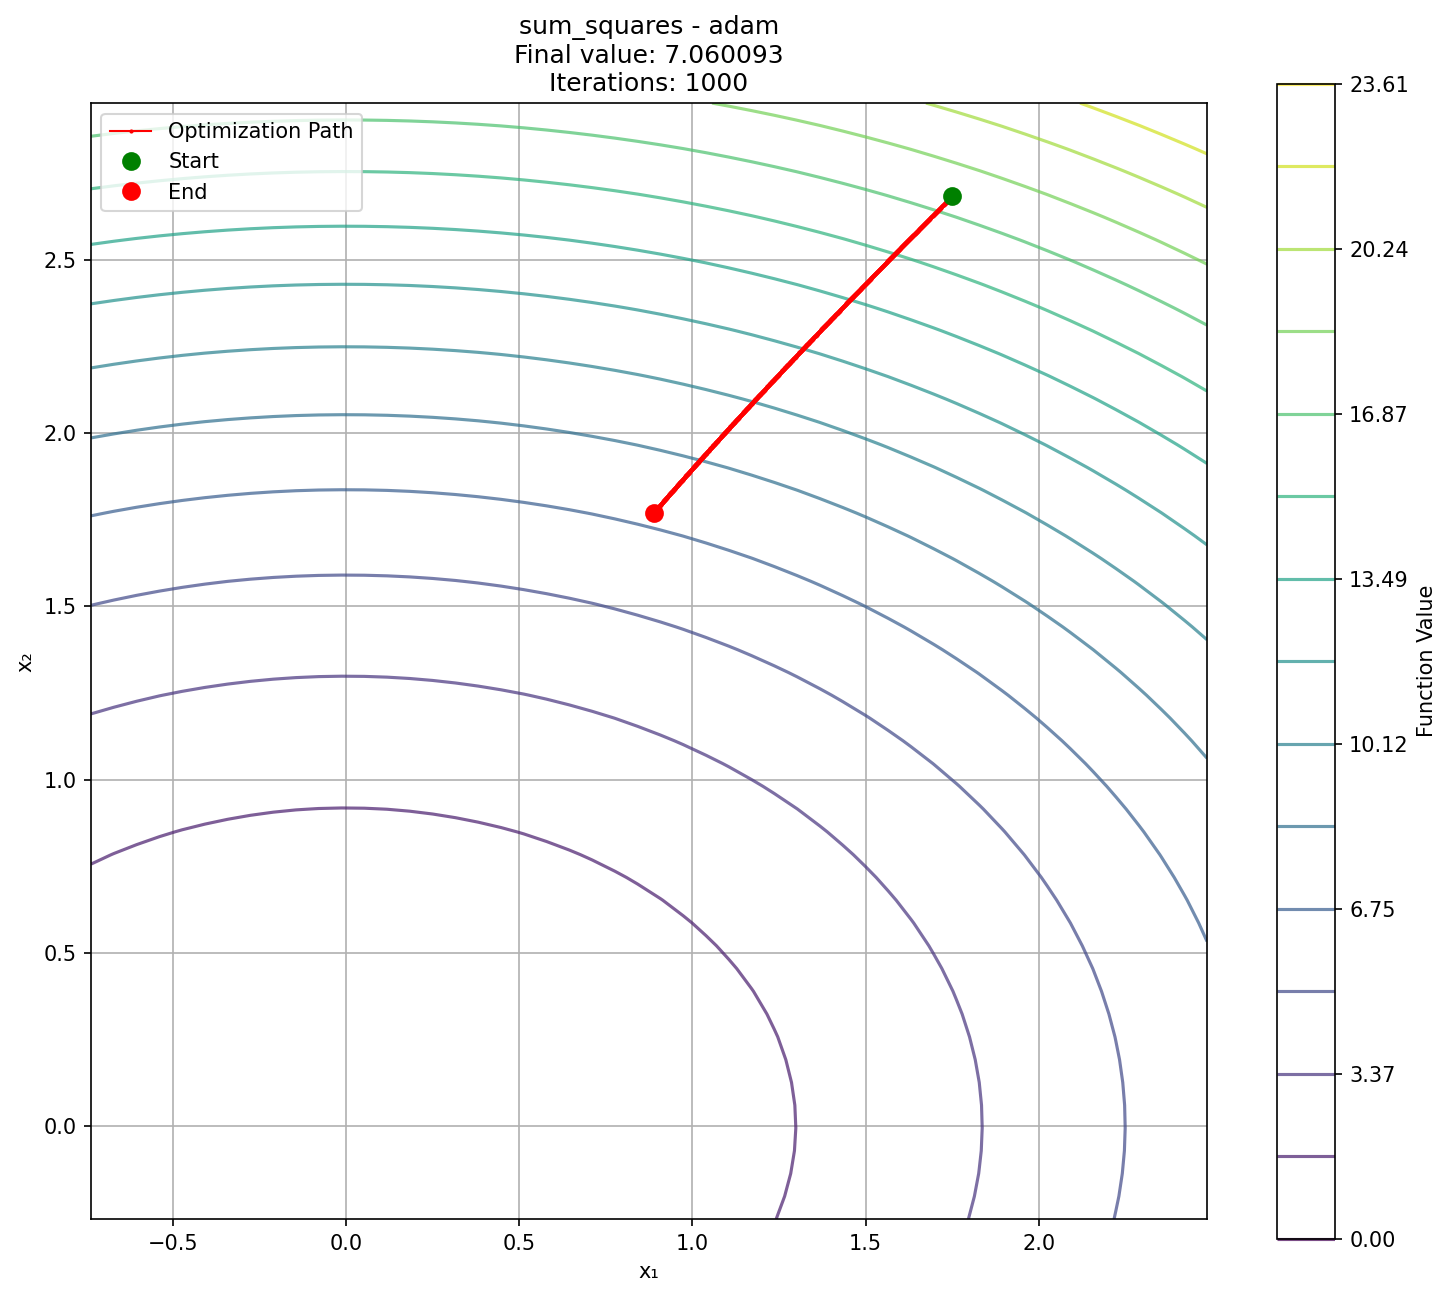 sum_squares - adam
Final value: 7.060093
Iterations: 1000
Optimization Path
Start
End
2.5
2.0
1.5
1.0
0.5
0.0
x₂
−0.5
0.0
0.5
1.0
1.5
2.0
x₁
23.61
20.24
16.87
13.49
10.12
6.75
3.37
0.00
Function Value